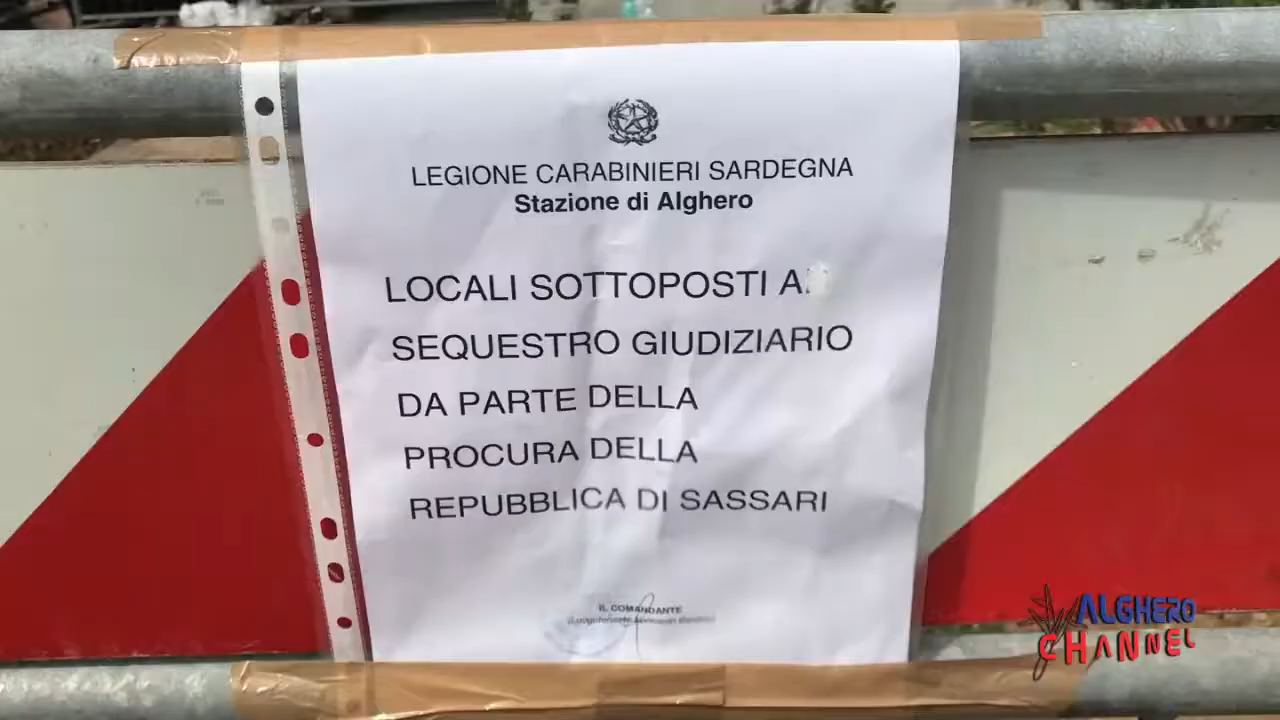 LEGIONE CARABINIERI SARDEGNA
Stazione di Alghero
LOCALI SOTTOPOSTI A
SEQUESTRO GIUDIZIARIO
DA PARTE DELLA
PROCURA DELLA
REPUBBLICA DI SASSARI
IL COMANDANTE
ALGHERO
CHANNEL